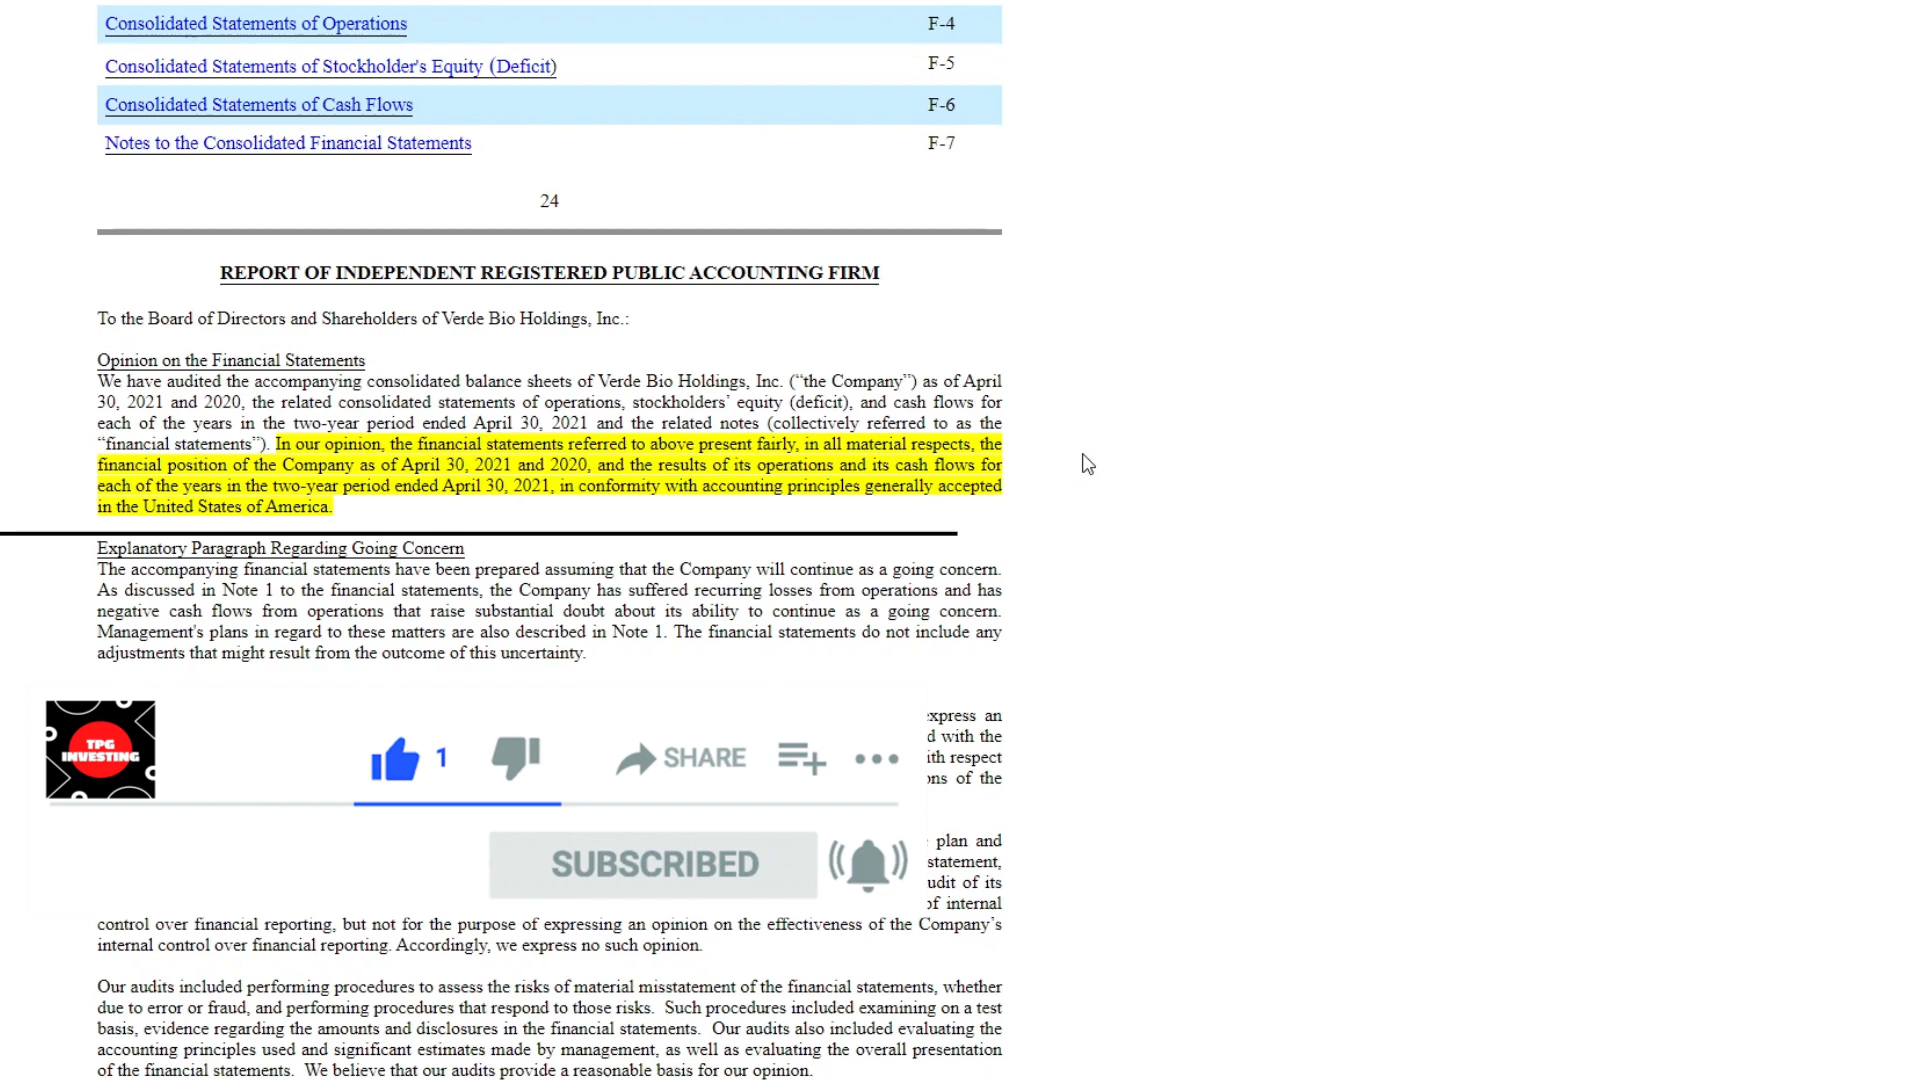 Consolidated Statements of Operations F-4
Consolidated Statements of Stockholder's Equity (Deficit) F-5
Consolidated Statements of Cash Flows F-6
Notes to the Consolidated Financial Statements F-7
24
REPORT OF INDEPENDENT REGISTERED PUBLIC ACCOUNTING FIRM
To the Board of Directors and Shareholders of Verde Bio Holdings, Inc.:
Opinion on the Financial Statements
We have audited the accompanying consolidated balance sheets of Verde Bio Holdings, Inc. (“the Company”) as of April
30, 2021 and 2020, the related consolidated statements of operations, stockholders’ equity (deficit), and cash flows for
each of the years in the two-year period ended April 30, 2021 and the related notes (collectively referred to as the
“financial statements”). In our opinion, the financial statements referred to above present fairly, in all material respects, the
financial position of the Company as of April 30, 2021 and 2020, and the results of its operations and its cash flows for
each of the years in the two-year period ended April 30, 2021, in conformity with accounting principles generally accepted
in the United States of America.
Explanatory Paragraph Regarding Going Concern
The accompanying financial statements have been prepared assuming that the Company will continue as a going concern.
As discussed in Note 1 to the financial statements, the Company has suffered recurring losses from operations and has
negative cash flows from operations that raise substantial doubt about its ability to continue as a going concern.
Management's plans in regard to these matters are also described in Note 1. The financial statements do not include any
adjustments that might result from the outcome of this uncertainty.
express an
d with the
ith respect
ons of the
TPG
INVESTING
1 SHARE
plan and
statement,
SUBSCRIBED
udit of its
of internal
control over financial reporting, but not for the purpose of expressing an opinion on the effectiveness of the Company’s
internal control over financial reporting. Accordingly, we express no such opinion.
Our audits included performing procedures to assess the risks of material misstatement of the financial statements, whether
due to error or fraud, and performing procedures that respond to those risks. Such procedures included examining on a test
basis, evidence regarding the amounts and disclosures in the financial statements. Our audits also included evaluating the
accounting principles used and significant estimates made by management, as well as evaluating the overall presentation
of the financial statements. We believe that our audits provide a reasonable basis for our opinion.